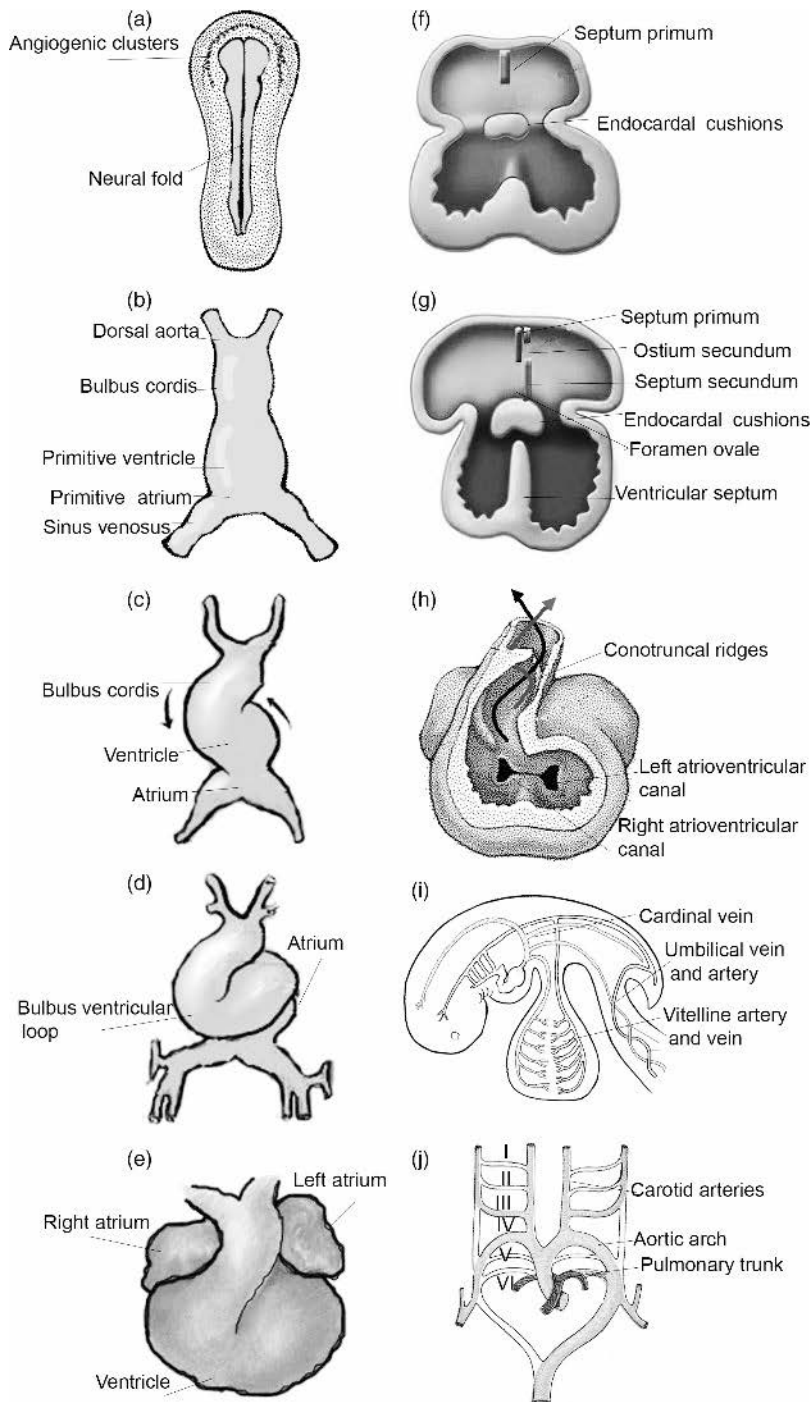 (a)
Angiogenic clusters
Neural fold
(b)
Dorsal aorta
Bulbus cordis
Primitive ventricle
Primitive atrium
Sinus venosus
(c)
Bulbus cordis
Ventricle
Atrium
(d)
Atrium
Bulbus ventricular
loop
(e)
Left atrium
Right atrium
Ventricle
(f)
Septum primum
Endocardal cushions
(g)
Septum primum
Ostium secundum
Septum secundum
Endocardal cushions
Foramen ovale
Ventricular septum
(h)
Conotruncal ridges
Left atrioventricular
canal
Right atrioventricular
canal
(i)
Cardinal vein
Umbilical vein
and artery
Vitelline artery
and vein
(j)
I
II
III
IV
V
VI
Carotid arteries
Aortic arch
Pulmonary trunk